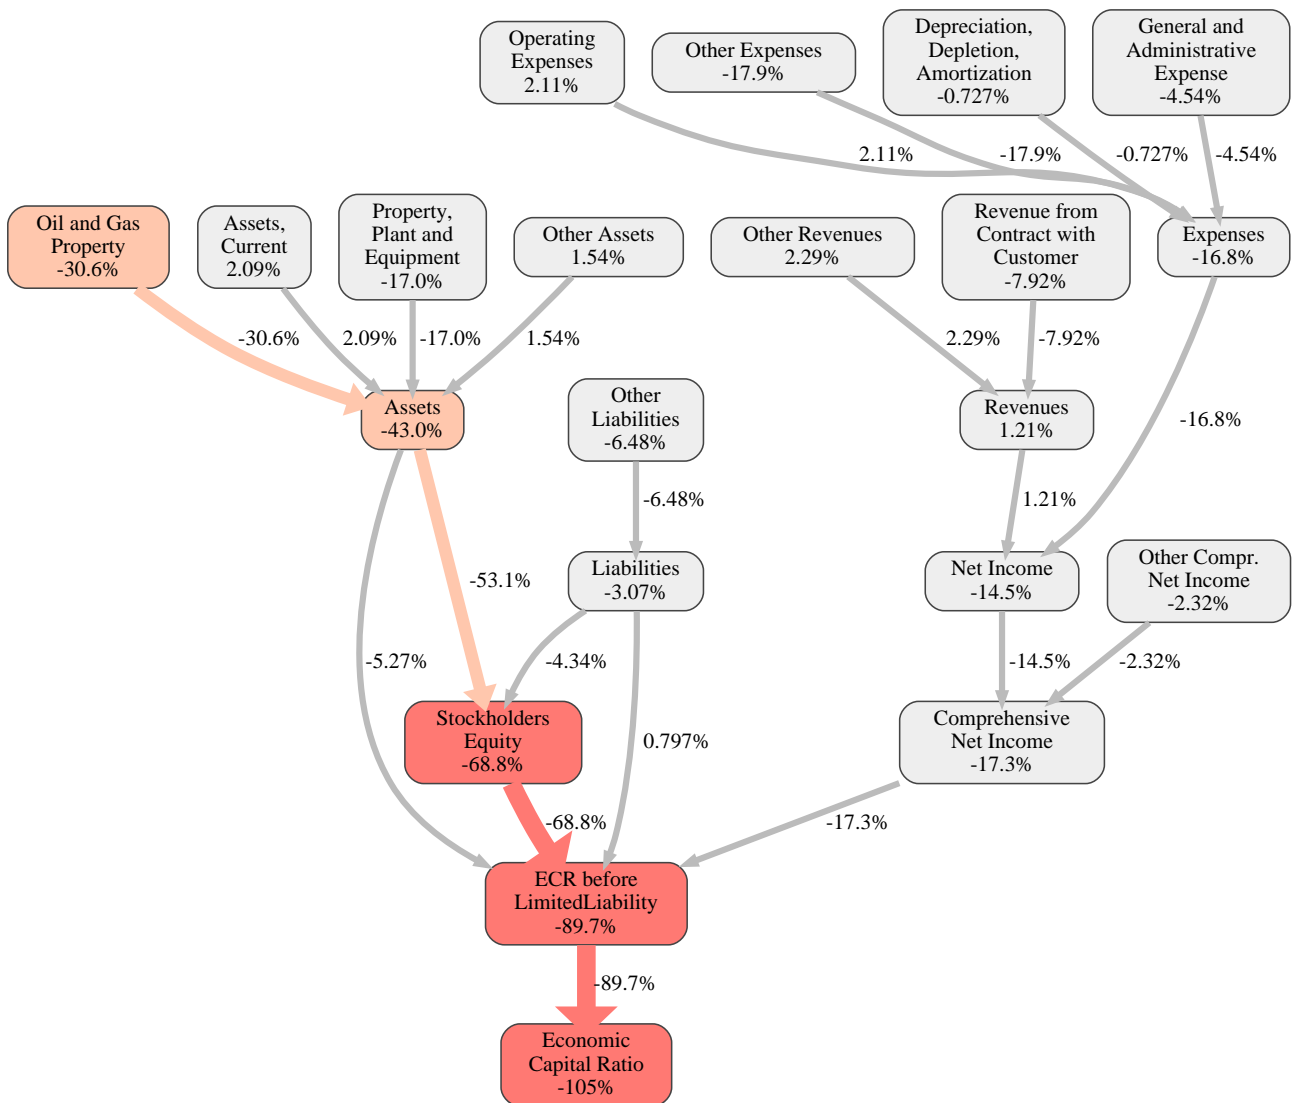 Operating
Expenses
2.11%
Other Expenses
-17.9%
Depreciation,
Depletion,
Amortization
-0.727%
General and
Administrative
Expense
-4.54%
2.11%
-17.9%
-0.727%
-4.54%
Oil and Gas
Property
-30.6%
Assets,
Current
2.09%
Property,
Plant and
Equipment
-17.0%
Other Assets
1.54%
Other Revenues
2.29%
Revenue from
Contract with
Customer
-7.92%
Expenses
-16.8%
-30.6%
2.09%
-17.0%
1.54%
2.29%
-7.92%
-16.8%
Assets
-43.0%
Other
Liabilities
-6.48%
Revenues
1.21%
-53.1%
-6.48%
1.21%
Liabilities
-3.07%
Net Income
-14.5%
Other Compr.
Net Income
-2.32%
-5.27%
-4.34%
0.797%
-14.5%
-2.32%
Stockholders
Equity
-68.8%
Comprehensive
Net Income
-17.3%
-68.8%
-17.3%
ECR before
LimitedLiability
-89.7%
-89.7%
Economic
Capital Ratio
-105%